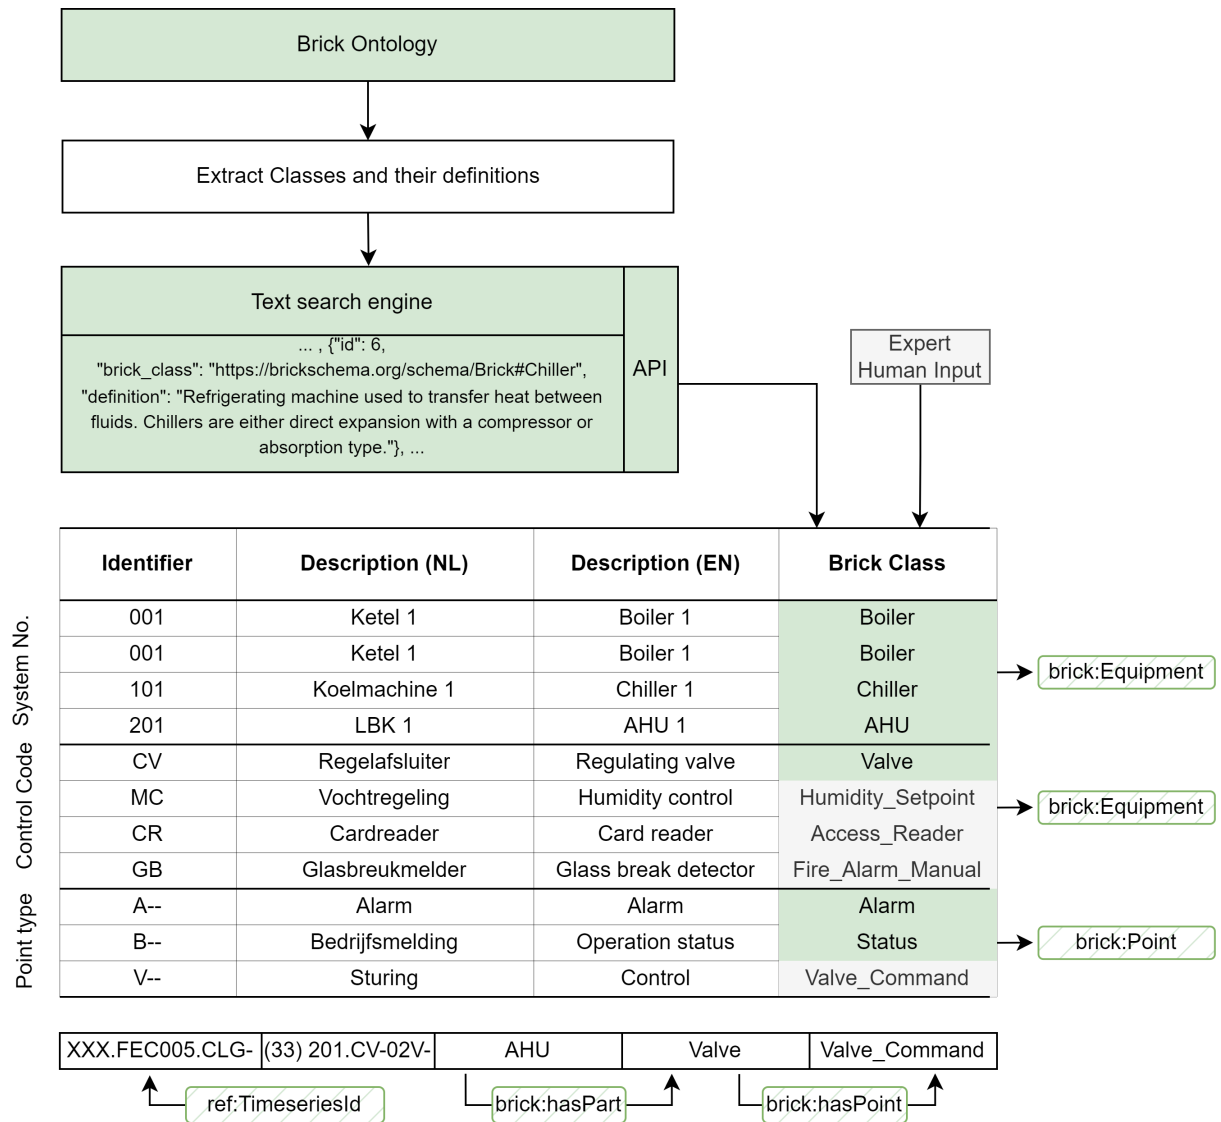 Brick Ontology
Extract Classes and their definitions
Text search engine
... , {"id": 6,
"brick_class": "https://brickschema.org/schema/Brick#Chiller",
"definition": "Refrigerating machine used to transfer heat between
fluids. Chillers are either direct expansion with a compressor or
absorption type."}, ...
API
Expert
Human Input
Identifier Description (NL) Description (EN) Brick Class
System No.
001 Ketel 1 Boiler 1 Boiler
001 Ketel 1 Boiler 1 Boiler
101 Koelmachine 1 Chiller 1 Chiller
201 LBK 1 AHU 1 AHU
brick:Equipment
Control Code
CV Regelafsluiter Regulating valve Valve
MC Vochtregeling Humidity control Humidity_Setpoint
CR Cardreader Card reader Access_Reader
GB Glasbreukmelder Glass break detector Fire_Alarm_Manual
brick:Equipment
Point type
A-- Alarm Alarm Alarm
B-- Bedrijfsmelding Operation status Status
V-- Sturing Control Valve_Command
brick:Point
XXX.FEC005.CLG- (33) 201.CV-02V- AHU Valve Valve_Command
ref:TimeseriesId brick:hasPart brick:hasPoint